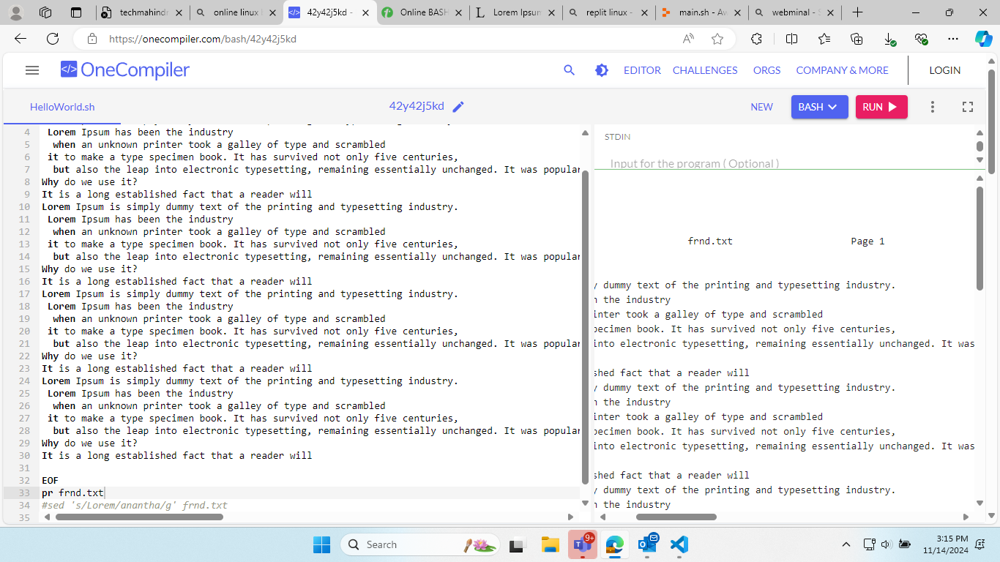 techmahindr
online linux b
42y42j5kd -
Online BASH
Lorem Ipsum
replit linux -
main.sh - Aw
webminal - S
https://onecompiler.com/bash/42y42j5kd
</> OneCompiler
EDITOR CHALLENGES ORGS COMPANY & MORE LOGIN
HelloWorld.sh
42y42j5kd
NEW BASH RUN
4 Lorem Ipsum has been the industry
5 when an unknown printer took a galley of type and scrambled
6 it to make a type specimen book. It has survived not only five centuries,
7 but also the leap into electronic typesetting, remaining essentially unchanged. It was popular
8 Why do we use it?
9 It is a long established fact that a reader will
10 Lorem Ipsum is simply dummy text of the printing and typesetting industry.
11 Lorem Ipsum has been the industry
12 when an unknown printer took a galley of type and scrambled
13 it to make a type specimen book. It has survived not only five centuries,
14 but also the leap into electronic typesetting, remaining essentially unchanged. It was popular
15 Why do we use it?
16 It is a long established fact that a reader will
17 Lorem Ipsum is simply dummy text of the printing and typesetting industry.
18 Lorem Ipsum has been the industry
19 when an unknown printer took a galley of type and scrambled
20 it to make a type specimen book. It has survived not only five centuries,
21 but also the leap into electronic typesetting, remaining essentially unchanged. It was popular
22 Why do we use it?
23 It is a long established fact that a reader will
24 Lorem Ipsum is simply dummy text of the printing and typesetting industry.
25 Lorem Ipsum has been the industry
26 when an unknown printer took a galley of type and scrambled
27 it to make a type specimen book. It has survived not only five centuries,
28 but also the leap into electronic typesetting, remaining essentially unchanged. It was popular
29 Why do we use it?
30 It is a long established fact that a reader will
31
32 EOF
33 pr frnd.txt
34 #sed 's/Lorem/anantha/g' frnd.txt
35
STDIN
Input for the program ( Optional )
frnd.txt Page 1
y dummy text of the printing and typesetting industry.
n the industry
inter took a galley of type and scrambled
pecimen book. It has survived not only five centuries,
into electronic typesetting, remaining essentially unchanged. It was
shed fact that a reader will
y dummy text of the printing and typesetting industry.
n the industry
inter took a galley of type and scrambled
pecimen book. It has survived not only five centuries,
into electronic typesetting, remaining essentially unchanged. It was
shed fact that a reader will
y dummy text of the printing and typesetting industry.
n the industry
Search
9+
3:15 PM
11/14/2024